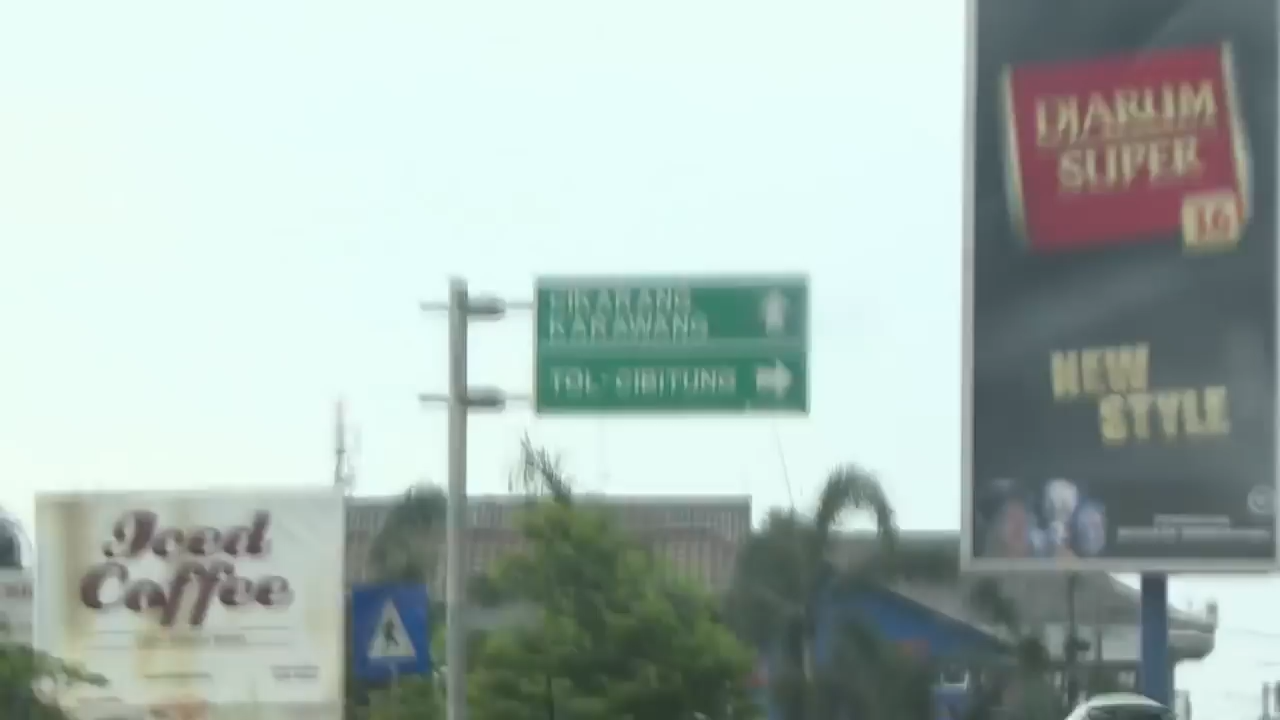 CIKARANG
KARAWANG
TOL-CIBITUNG
Iced
Coffee
DJARUM
SUPER
16
NEW
STYLE